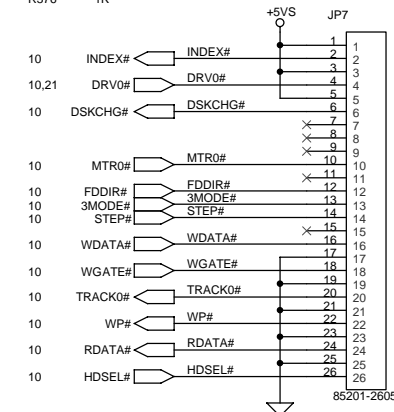 R378 1K
+5VS JP7
1 1
10 INDEX# INDEX# 2 2
3 3
10,21 DRV0# DRV0# 4 4
5 5
10 DSKCHG# DSKCHG# 6 6
7 7
8 8
9 9
10 MTR0# MTR0# 10 10
11 11
10 FDDIR# FDDIR# 12 12
10 3MODE# 3MODE# 13 13
10 STEP# STEP# 14 14
15 15
10 WDATA# WDATA# 16 16
17 17
10 WGATE# WGATE# 18 18
19 19
10 TRACK0# TRACK0# 20 20
21 21
10 WP# WP# 22 22
23 23
10 RDATA# RDATA# 24 24
25 25
10 HDSEL# HDSEL# 26 26
85201-2605